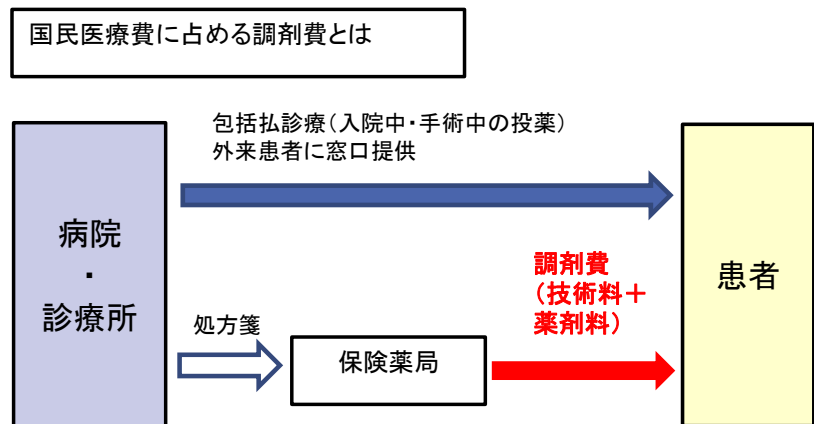 国民医療費に占める調剤費とは
包括払診療(入院中・手術中の投薬)
外来患者に窓口提供
病院
・
診療所
処方箋
保険薬局
調剤費
(技術料+
薬剤料)
患者